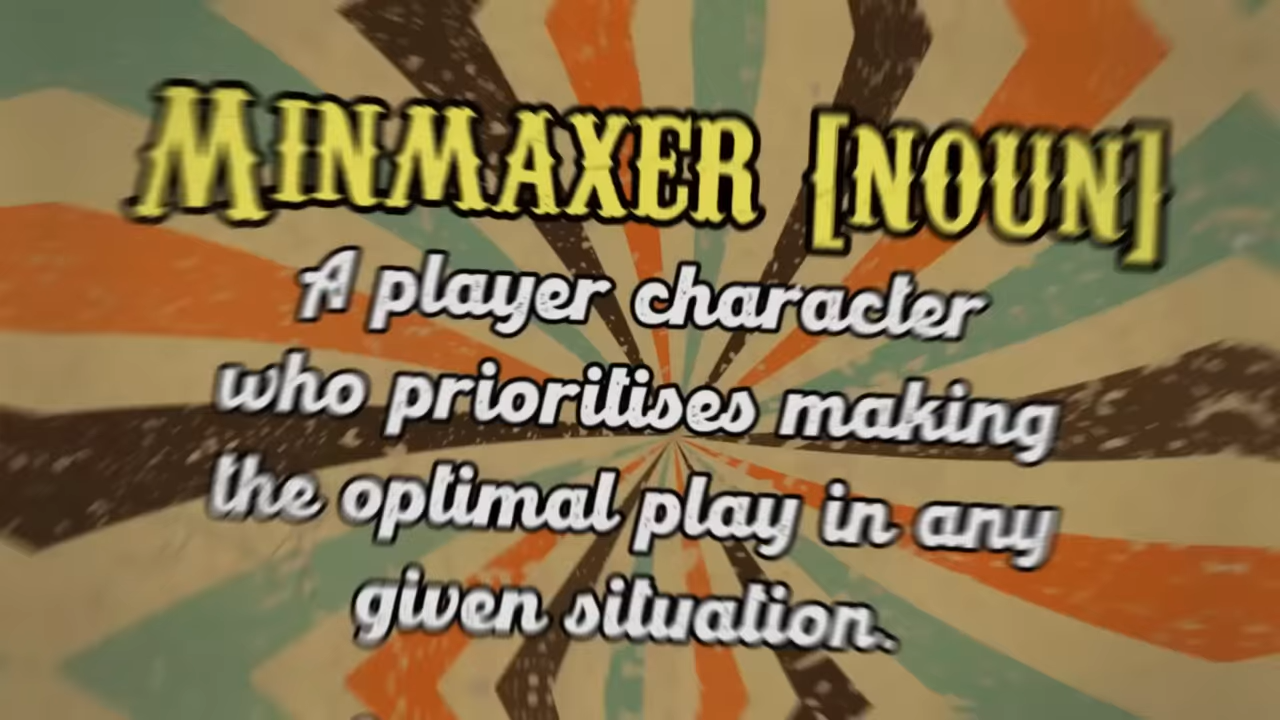 MINMAXER [NOUN]
A player character
who prioritises making
the optimal play in any
given situation.